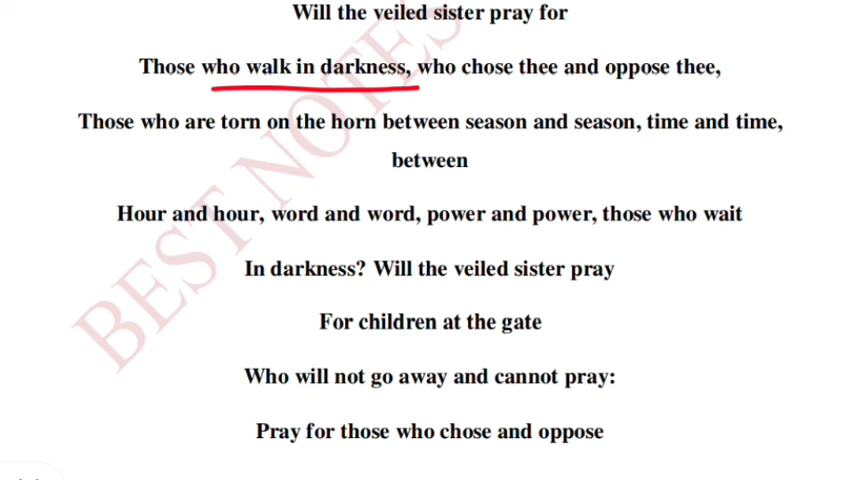 Will the veiled sister pray for
Those who walk in darkness, who chose thee and oppose thee,
Those who are torn on the horn between season and season, time and time,
between
Hour and hour, word and word, power and power, those who wait
In darkness? Will the veiled sister pray
For children at the gate
Who will not go away and cannot pray:
Pray for those who chose and oppose
BEST NOTES